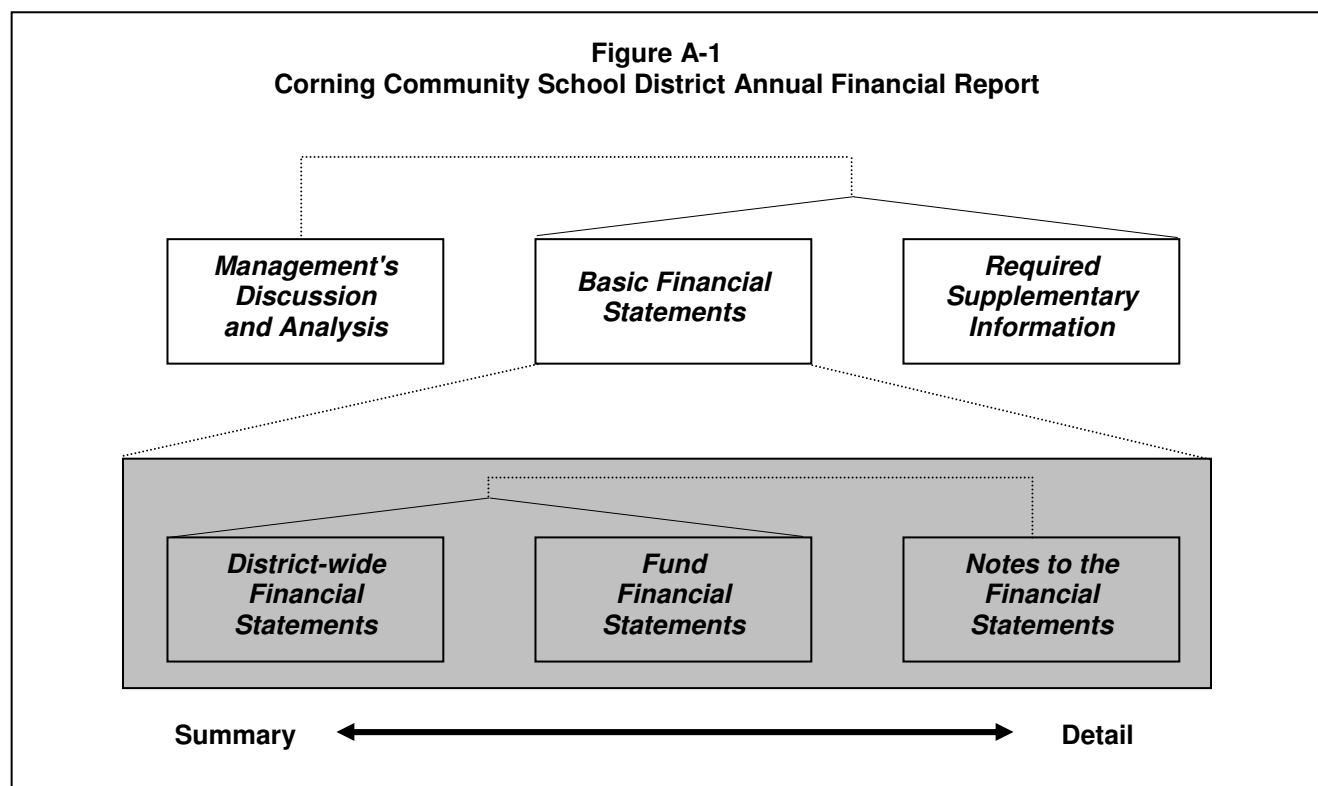 Figure A-1
Corning Community School District Annual Financial Report
Management's
Discussion
and Analysis
Basic Financial
Statements
Required
Supplementary
Information
District-wide
Financial
Statements
Fund
Financial
Statements
Notes to the
Financial
Statements
Summary
Detail